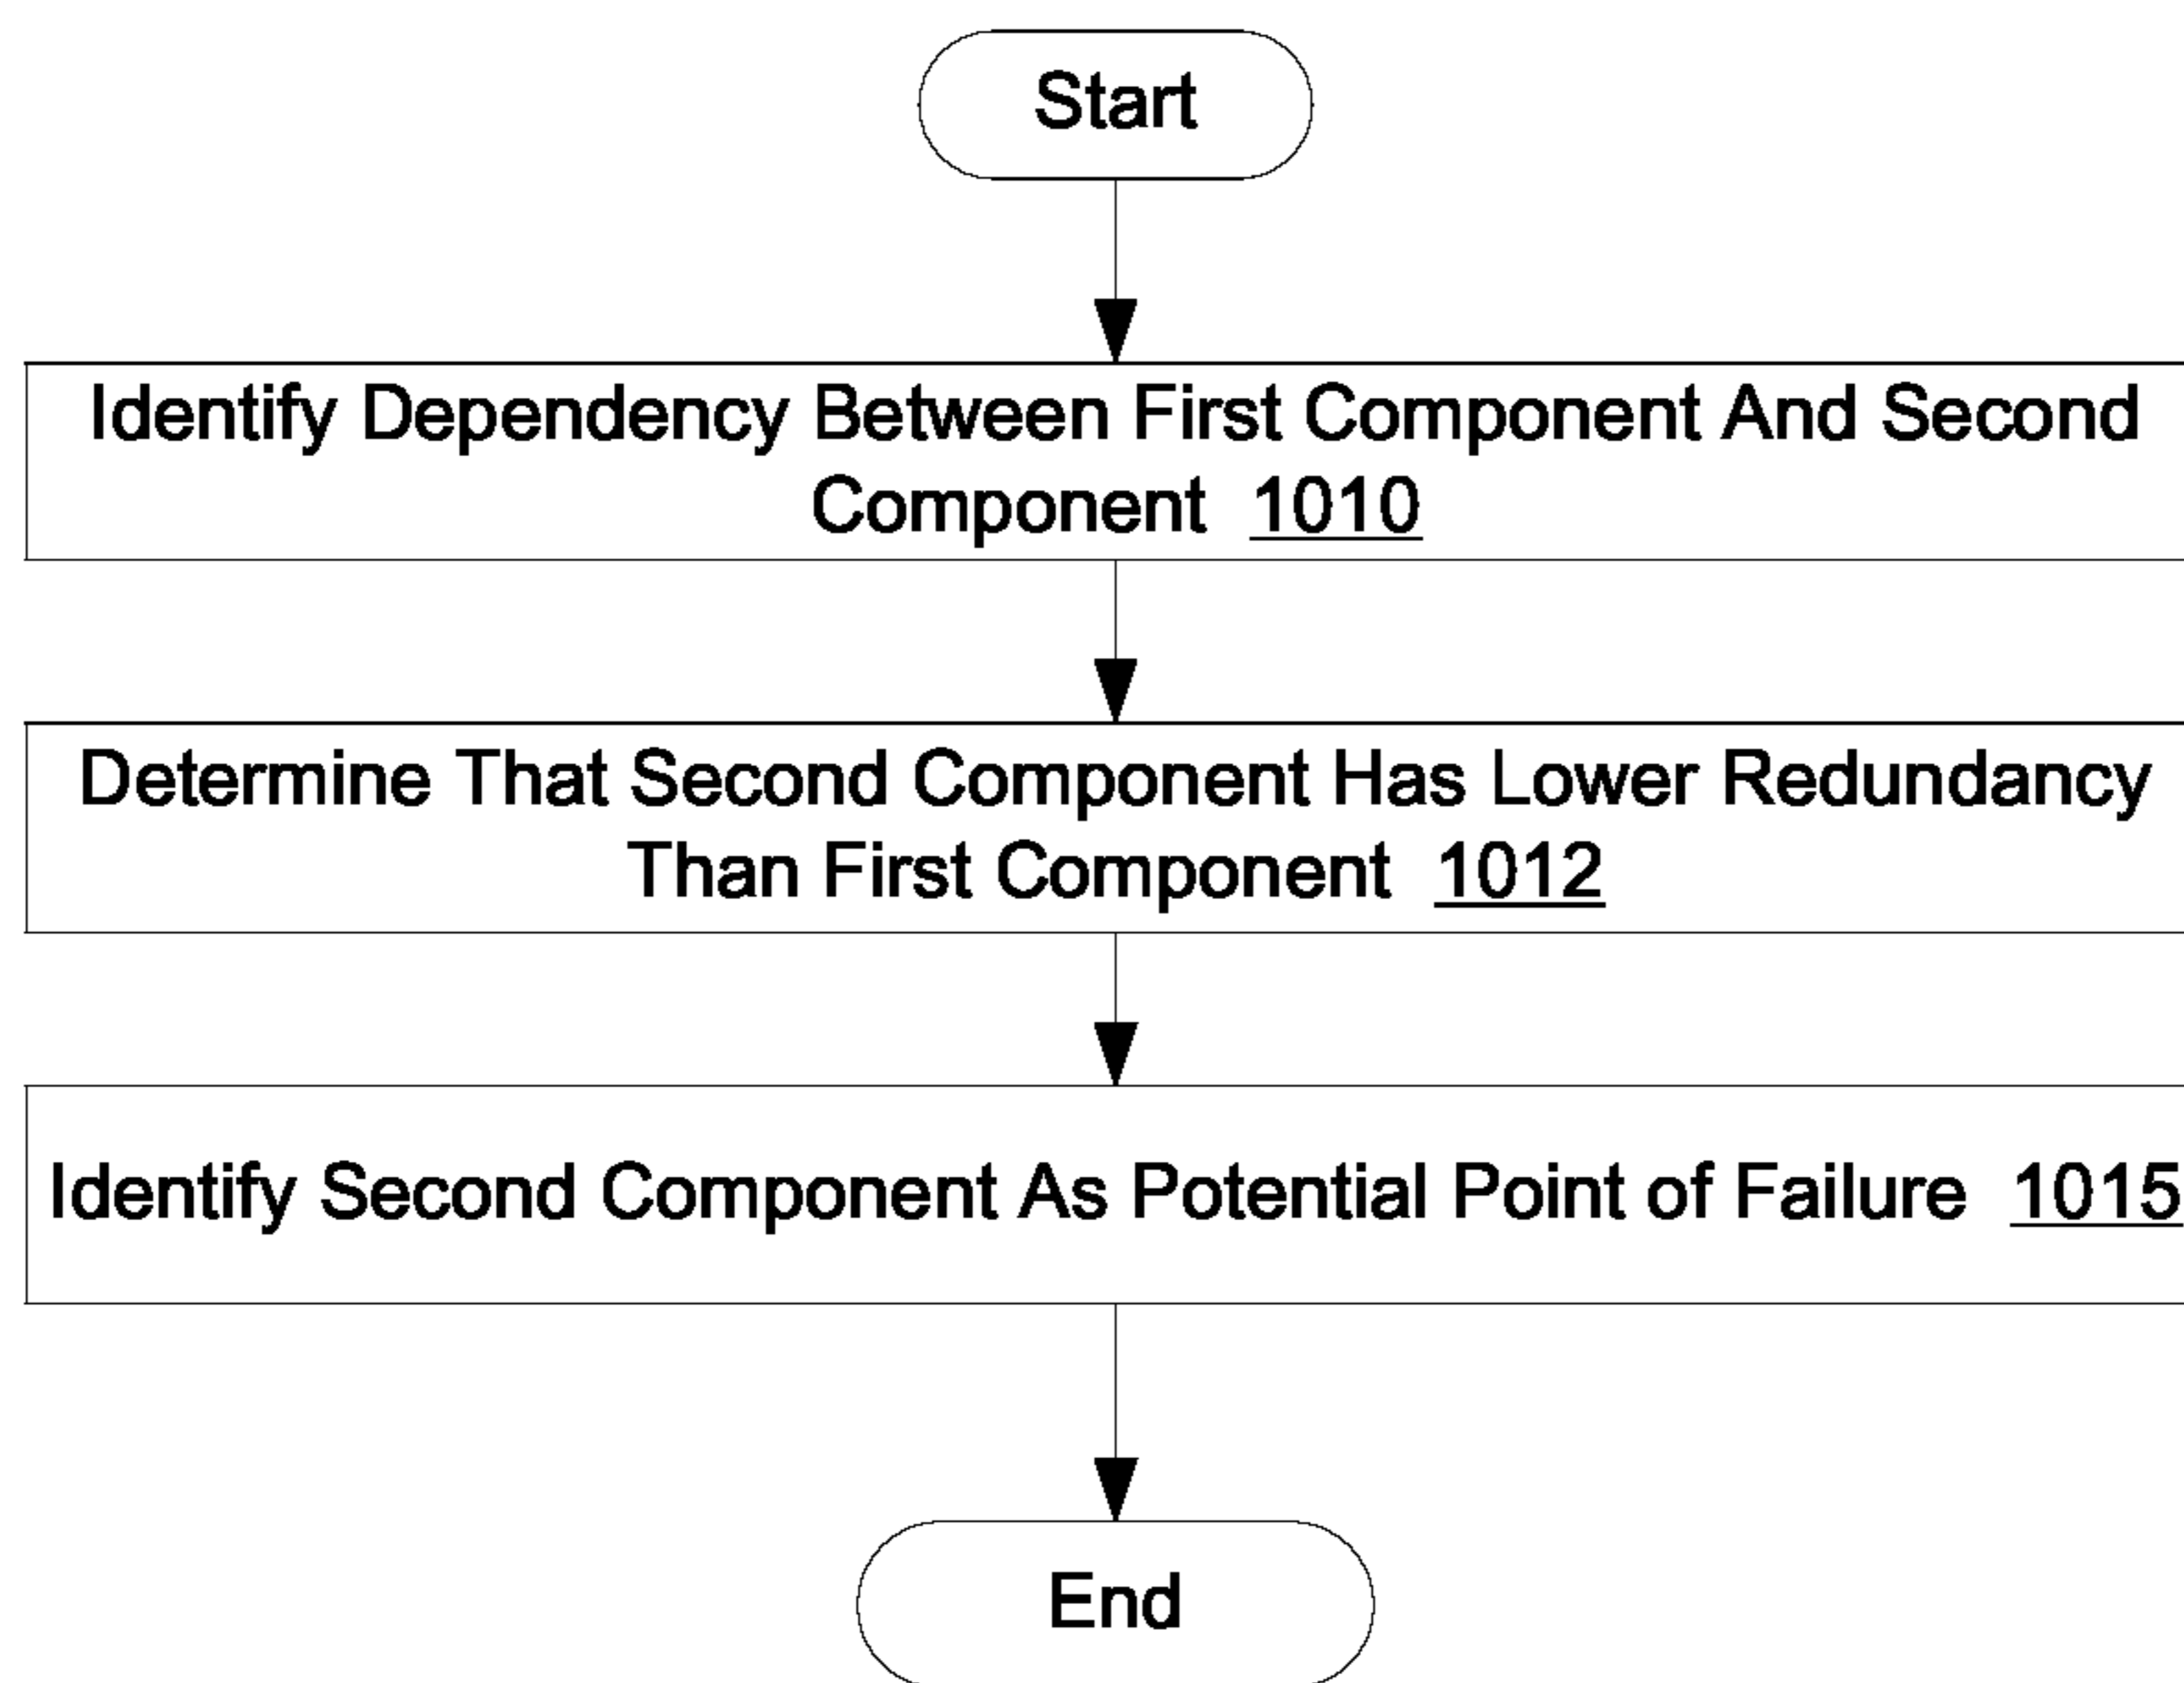 Start
Identify Dependency Between First Component And Second
Component 1010
Determine That Second Component Has Lower Redundancy
Than First Component 1012
Identify Second Component As Potential Point of Failure 1015
End